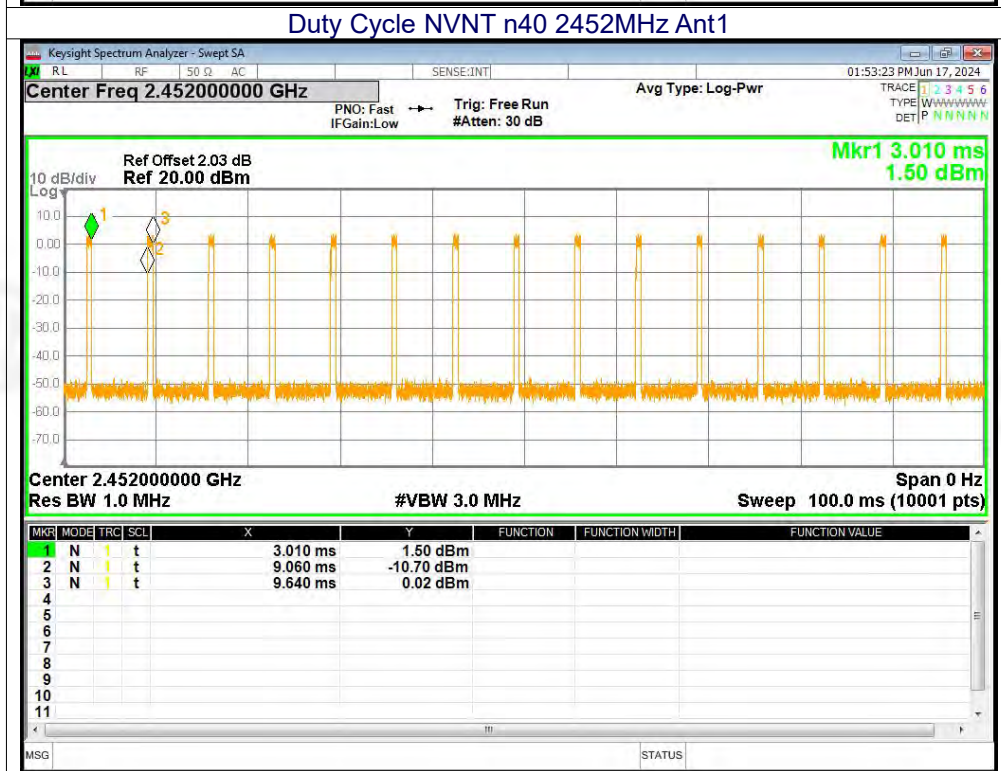 Duty Cycle NVNT n40 2452MHz Ant1
Keysight Spectrum Analyzer - Swept SA
LXI RL RF 50 Ω AC SENSE:INT 01:53:23 PM Jun 17, 2024
Center Freq 2.452000000 GHz Avg Type: Log-Pwr TRACE 1 2 3 4 5 6
PNO: Fast Trig: Free Run TYPE WWWWWW
IFGain:Low #Atten: 30 dB DET P N N N N N
Mkr1 3.010 ms
Ref Offset 2.03 dB
10 dB/div Ref 20.00 dBm 1.50 dBm
Log
10.0
0.00
-10.0
-20.0
-30.0
-40.0
-50.0
-60.0
-70.0
1
3
2
Center 2.452000000 GHz Span 0 Hz
Res BW 1.0 MHz #VBW 3.0 MHz Sweep 100.0 ms (10001 pts)
MKR MODE TRC SCL X Y FUNCTION FUNCTION WIDTH FUNCTION VALUE
1 N 1 t 3.010 ms 1.50 dBm
2 N 1 t 9.060 ms -10.70 dBm
3 N 1 t 9.640 ms 0.02 dBm
4
5
6
7
8
9
10
11
MSG STATUS